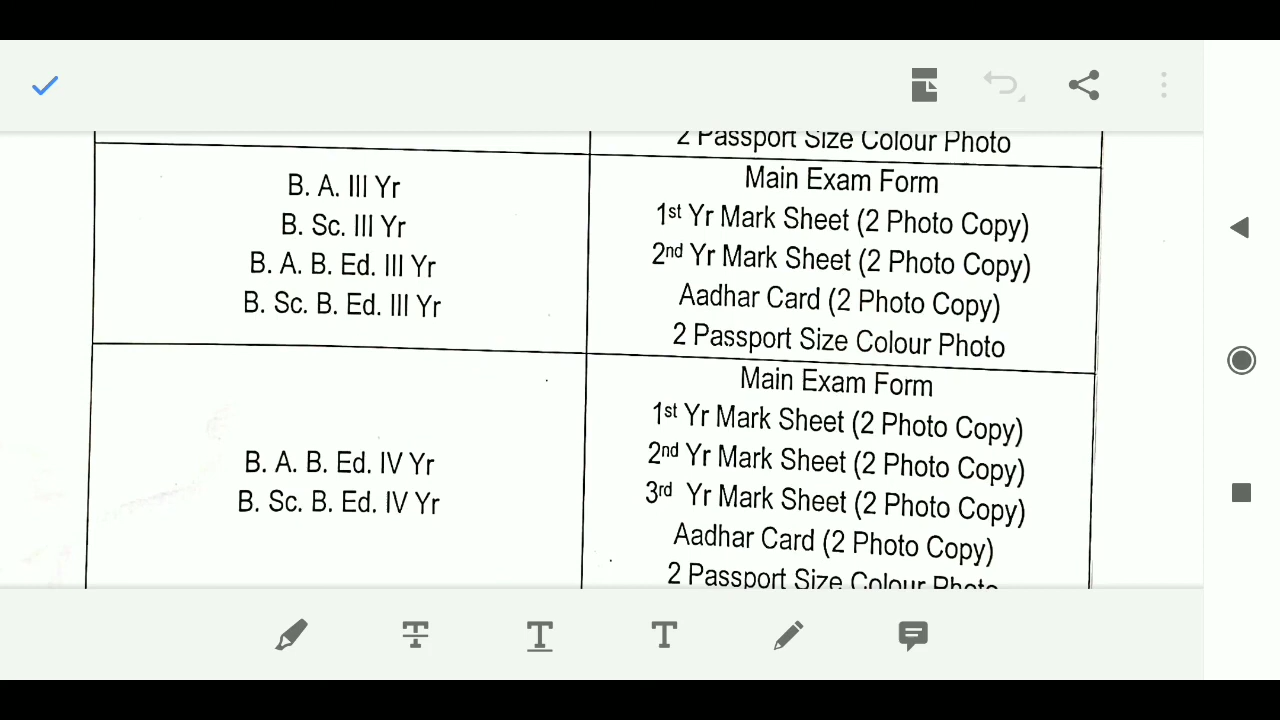 2 Passport Size Colour Photo
B. A. III Yr
B. Sc. III Yr
B. A. B. Ed. III Yr
B. Sc. B. Ed. III Yr
Main Exam Form
1st Yr Mark Sheet (2 Photo Copy)
2nd Yr Mark Sheet (2 Photo Copy)
Aadhar Card (2 Photo Copy)
2 Passport Size Colour Photo
B. A. B. Ed. IV Yr
B. Sc. B. Ed. IV Yr
Main Exam Form
1st Yr Mark Sheet (2 Photo Copy)
2nd Yr Mark Sheet (2 Photo Copy)
3rd Yr Mark Sheet (2 Photo Copy)
Aadhar Card (2 Photo Copy)
2 Passport Size Colour Photo